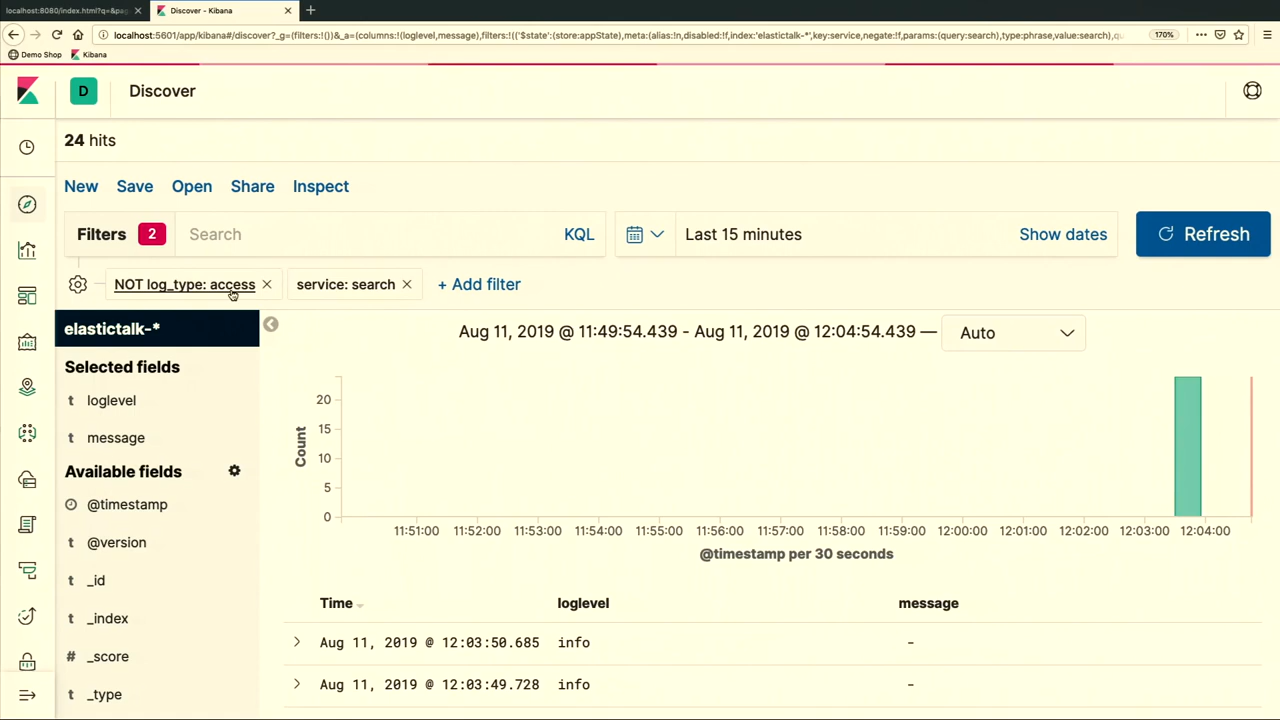 localhost:8080/index.html?q=&pag
Discover - Kibana
localhost:5601/app/kibana#/discover?_g=(filters:!())&_a=(columns:!(loglevel,message),filters:!(('$state':(store:appState),meta:(alias:!n,disabled:!f,index:'elastictalk-*',key:service,negate:!f,params:(query:search),type:phrase,value:search),qu
170%
Demo Shop
Kibana
D
Discover
24 hits
New Save Open Share Inspect
Filters 2 Search KQL Last 15 minutes Show dates Refresh
NOT log_type: access × service: search × + Add filter
elastictalk-*
Aug 11, 2019 @ 11:49:54.439 - Aug 11, 2019 @ 12:04:54.439 — Auto
Selected fields
t loglevel
t message
Available fields
@timestamp
t @version
t _id
t _index
# _score
t _type
Count
20
15
10
5
0
11:51:00 11:52:00 11:53:00 11:54:00 11:55:00 11:56:00 11:57:00 11:58:00 11:59:00 12:00:00 12:01:00 12:02:00 12:03:00 12:04:00
@timestamp per 30 seconds
Time loglevel message
Aug 11, 2019 @ 12:03:50.685 info -
Aug 11, 2019 @ 12:03:49.728 info -